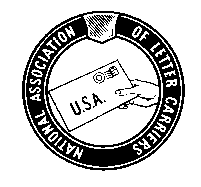 NATIONAL ASSOCIATION OF LETTER CARRIERS
U.S.A.